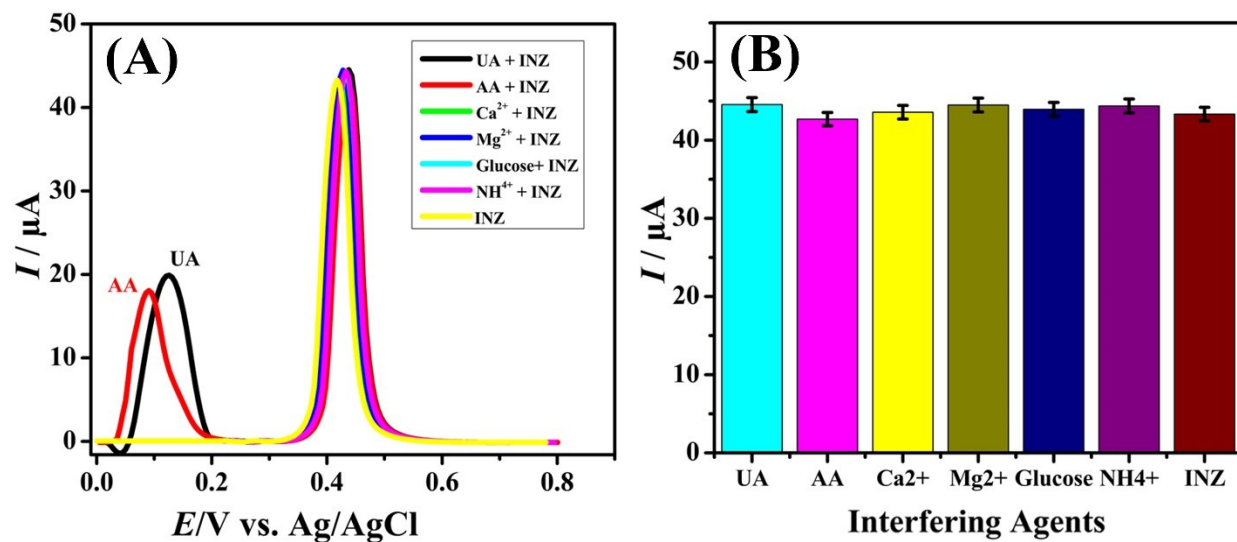 (A)
UA + INZ
AA + INZ
Ca²⁺ + INZ
Mg²⁺ + INZ
Glucose+ INZ
NH⁴⁺ + INZ
INZ
UA
AA
50
40
30
20
10
0
I / µA
0.0 0.2 0.4 0.6 0.8
E/V vs. Ag/AgCl
(B)
50
40
30
20
10
0
I / µA
UA AA Ca2+ Mg2+ Glucose NH4+ INZ
Interfering Agents